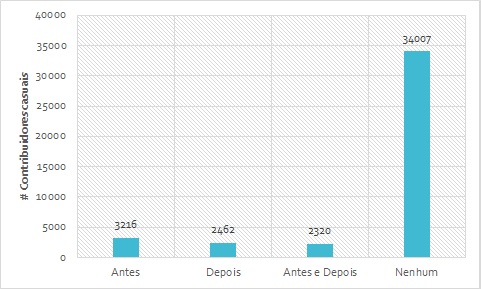 40000
35000
30000
25000
20000
15000
10000
5000
0
# Contribuidores casuais
3216
2462
2320
34007
Antes
Depois
Antes e Depois
Nenhum